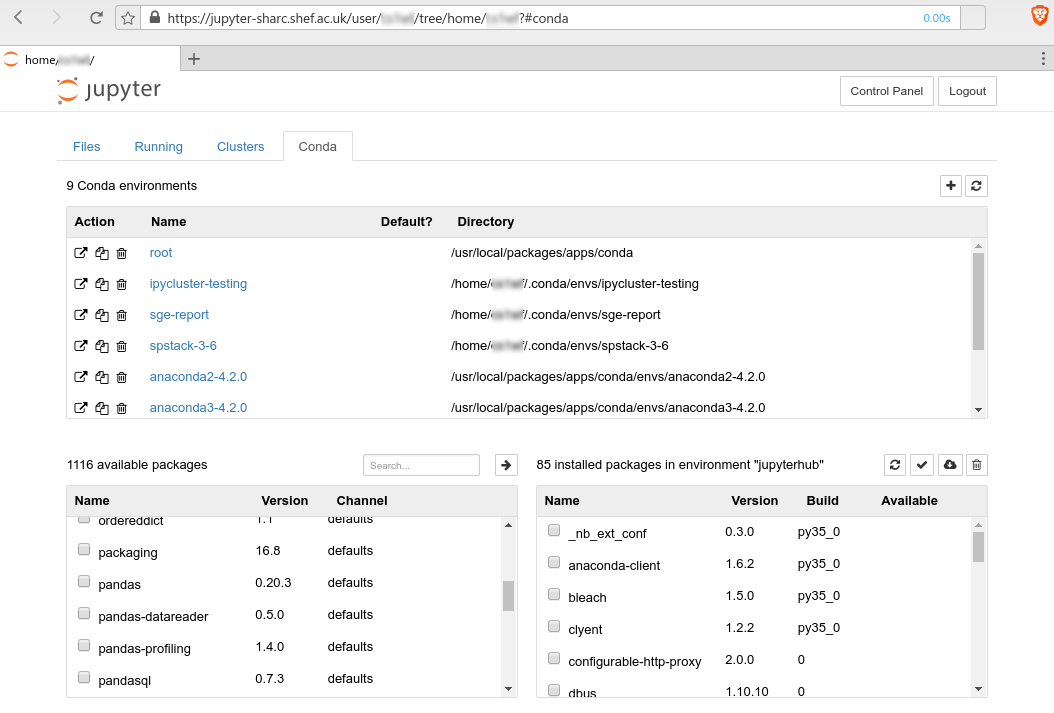 https://jupyter-sharc.shef.ac.uk/user/ /tree/home/ ?#conda 0.00s
home/ /
jupyter Control Panel Logout
Files Running Clusters Conda
9 Conda environments
Action Name Default? Directory
root /usr/local/packages/apps/conda
ipycluster-testing /home/ /.conda/envs/ipycluster-testing
sge-report /home/ /.conda/envs/sge-report
spstack-3-6 /home/ /.conda/envs/spstack-3-6
anaconda2-4.2.0 /usr/local/packages/apps/conda/envs/anaconda2-4.2.0
anaconda3-4.2.0 /usr/local/packages/apps/conda/envs/anaconda3-4.2.0
1116 available packages Search...
Name Version Channel
ordereddict 1.1 defaults
packaging 16.8 defaults
pandas 0.20.3 defaults
pandas-datareader 0.5.0 defaults
pandas-profiling 1.4.0 defaults
pandasql 0.7.3 defaults
85 installed packages in environment "jupyterhub"
Name Version Build Available
_nb_ext_conf 0.3.0 py35_0
anaconda-client 1.6.2 py35_0
bleach 1.5.0 py35_0
clyent 1.2.2 py35_0
configurable-http-proxy 2.0.0 0
dbus 1.10.10 0